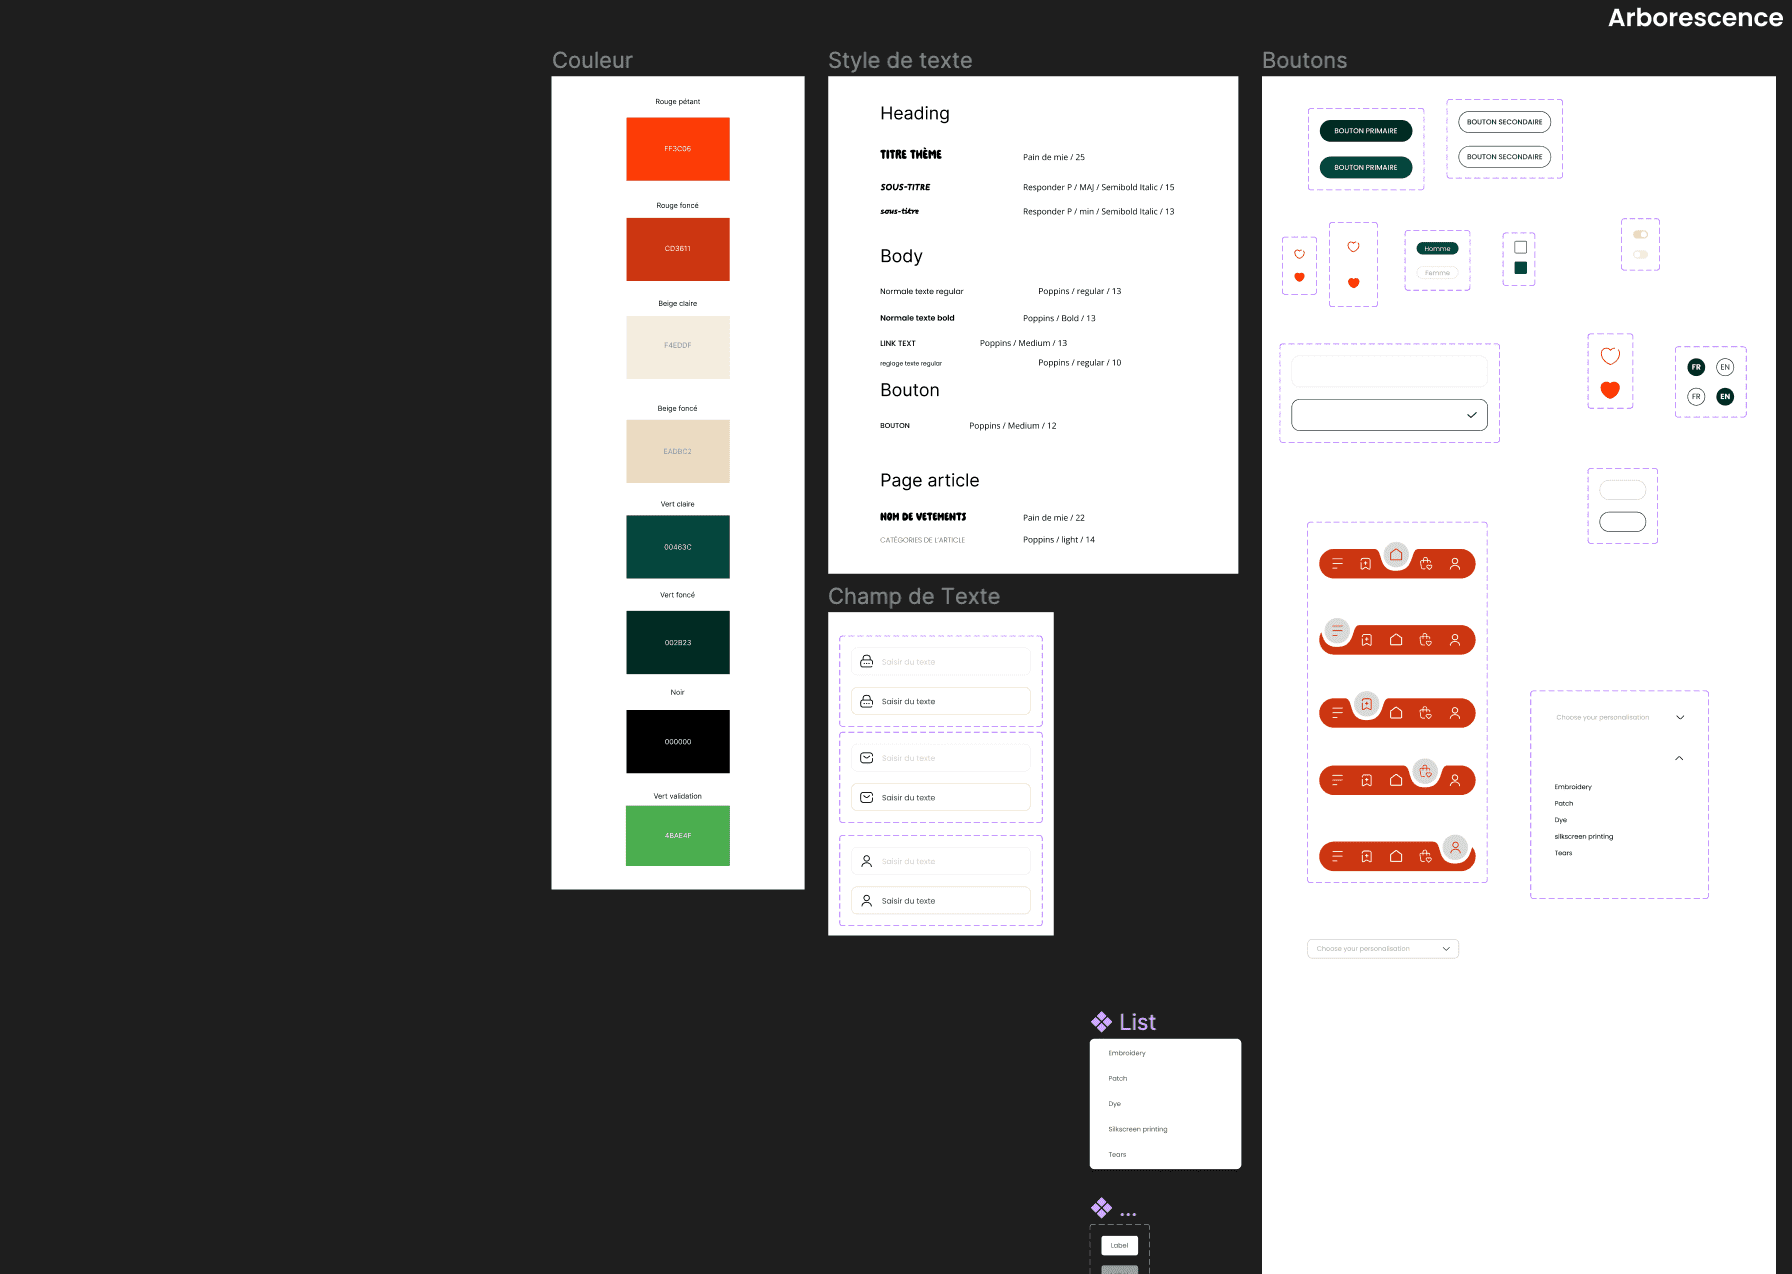 Arborescence
Couleur
Rouge pétant
FF3C06
Rouge foncé
CD3611
Beige claire
F4EDDF
Beige foncé
EADBC2
Vert claire
00463C
Vert foncé
002B23
Noir
000000
Vert validation
4BAE4F
Style de texte
Heading
TITRE THÈME
Pain de mie / 25
SOUS-TITRE
Responder P / MAJ / Semibold Italic / 15
sous-titre
Responder P / min / Semibold Italic / 13
Body
Normale texte regular
Poppins / regular / 13
Normale texte bold
Poppins / Bold / 13
LINK TEXT
Poppins / Medium / 13
reglage texte regular
Poppins / regular / 10
Bouton
BOUTON
Poppins / Medium / 12
Page article
NOM DE VETEMENTS
Pain de mie / 22
CATÉGORIES DE L'ARTICLE
Poppins / light / 14
Champ de Texte
Saisir du texte
Saisir du texte
Saisir du texte
Saisir du texte
Saisir du texte
Saisir du texte
List
Embroidery
Patch
Dye
Silkscreen printing
Tears
...
Label
Boutons
BOUTON PRIMAIRE
BOUTON PRIMAIRE
BOUTON SECONDAIRE
BOUTON SECONDAIRE
Homme
Femme
FR
EN
FR
EN
Choose your personalisation
Embroidery
Patch
Dye
silkscreen printing
Tears
Choose your personalisation